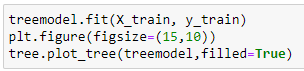 treemodel.fit(X_train, y_train)
plt.figure(figsize=(15,10))
tree.plot_tree(treemodel,filled=True)